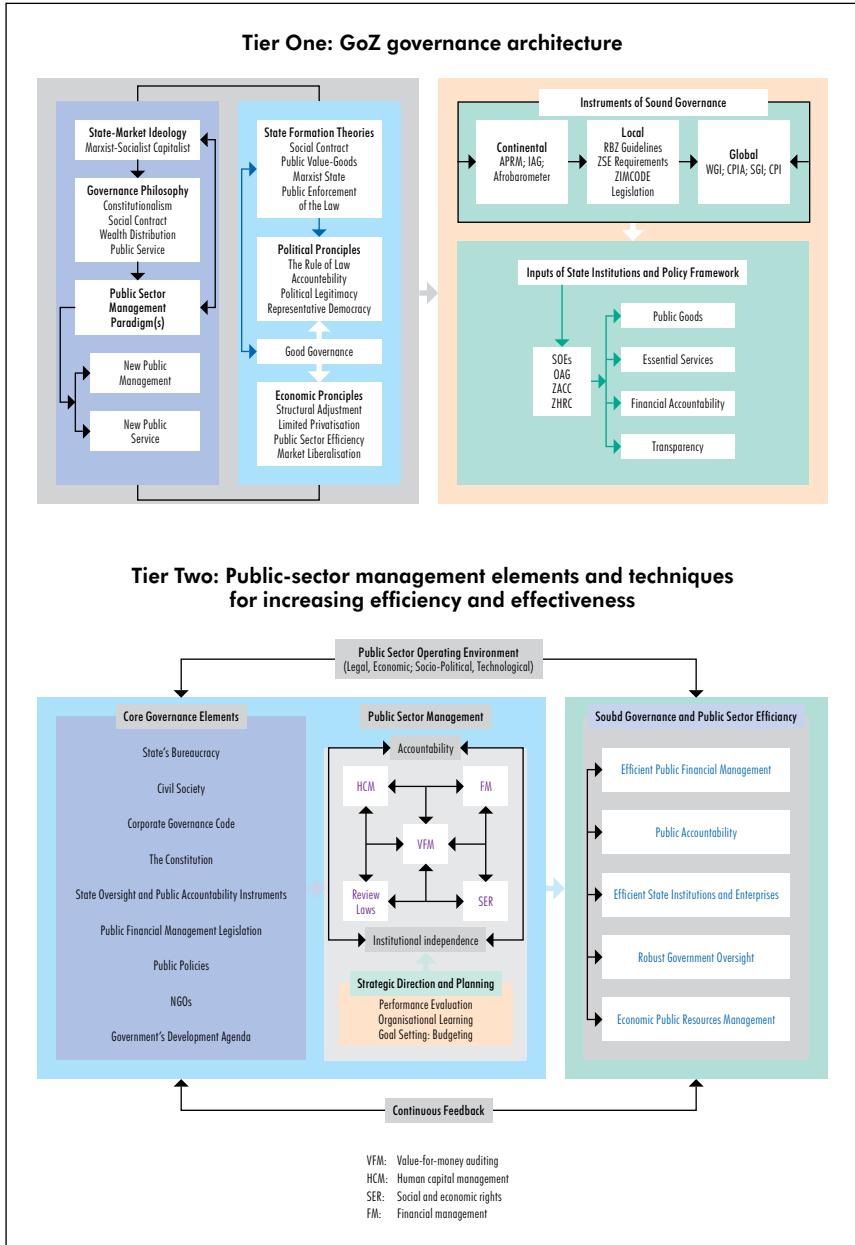 Tier One: GoZ governance architecture
State-Market Ideology
Marxist-Socialist Capitalist
Governance Philosophy
Constitutionalism
Social Contract
Wealth Distribution
Public Service
Public Sector
Management
Paradigm(s)
New Public
Management
New Public
Service
State Formation Theories
Social Contract
Public Value-Goods
Marxist State
Public Enforcement
of the Law
Political Pronciples
The Rule of Law
Accountebility
Political Legitimacy
Representative Democracy
Good Governance
Economic Pronciples
Structural Adjustment
Limited Privatisation
Public Sector Efficiency
Market Liberalisation
Instruments of Sound Governance
Continental
APRM; IAG;
Afrobarometer
Local
RBZ Guidelines
ZSE Requirements
ZIMCODE
Legislation
Global
WGI; CPIA; SGI; CPI
Inputs of State Institutions and Policy Framework
SOEs
OAG
ZACC
ZHRC
Public Goods
Essential Services
Financial Accountability
Transparency
Tier Two: Public-sector management elements and techniques
for increasing efficiency and effectiveness
Public Sector Operating Environment
(Legal, Economic; Socio-Political, Technological)
Core Governance Elements
State's Bureaucracy
Civil Society
Corporate Governance Code
The Constitution
State Oversight and Public Accountability Instruments
Public Financial Management Legislation
Public Policies
NGOs
Government's Development Agenda
Public Sector Management
Accountability
HCM
FM
VFM
Review
Laws
SER
Institutional independence
Strategic Direction and Planning
Performance Evaluation
Organisational Learning
Goal Setting: Budgeting
Soubd Governance and Public Sector Efficiancy
Efficient Public Financial Management
Public Accountability
Efficient State Institutions and Enterprises
Robust Government Oversight
Economic Public Resources Management
Continuous Feedback
VFM: Value-for-money auditing
HCM: Human capital management
SER: Social and economic rights
FM: Financial management